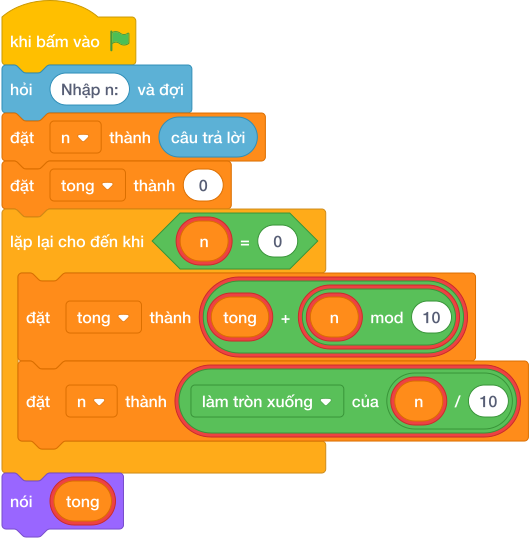 khi bấm vào
hỏi Nhập n: và đợi
đặt n thành câu trả lời
đặt tong thành 0
lặp lại cho đến khi n = 0
đặt tong thành tong + n mod 10
đặt n thành làm tròn xuống của n / 10
nói tong